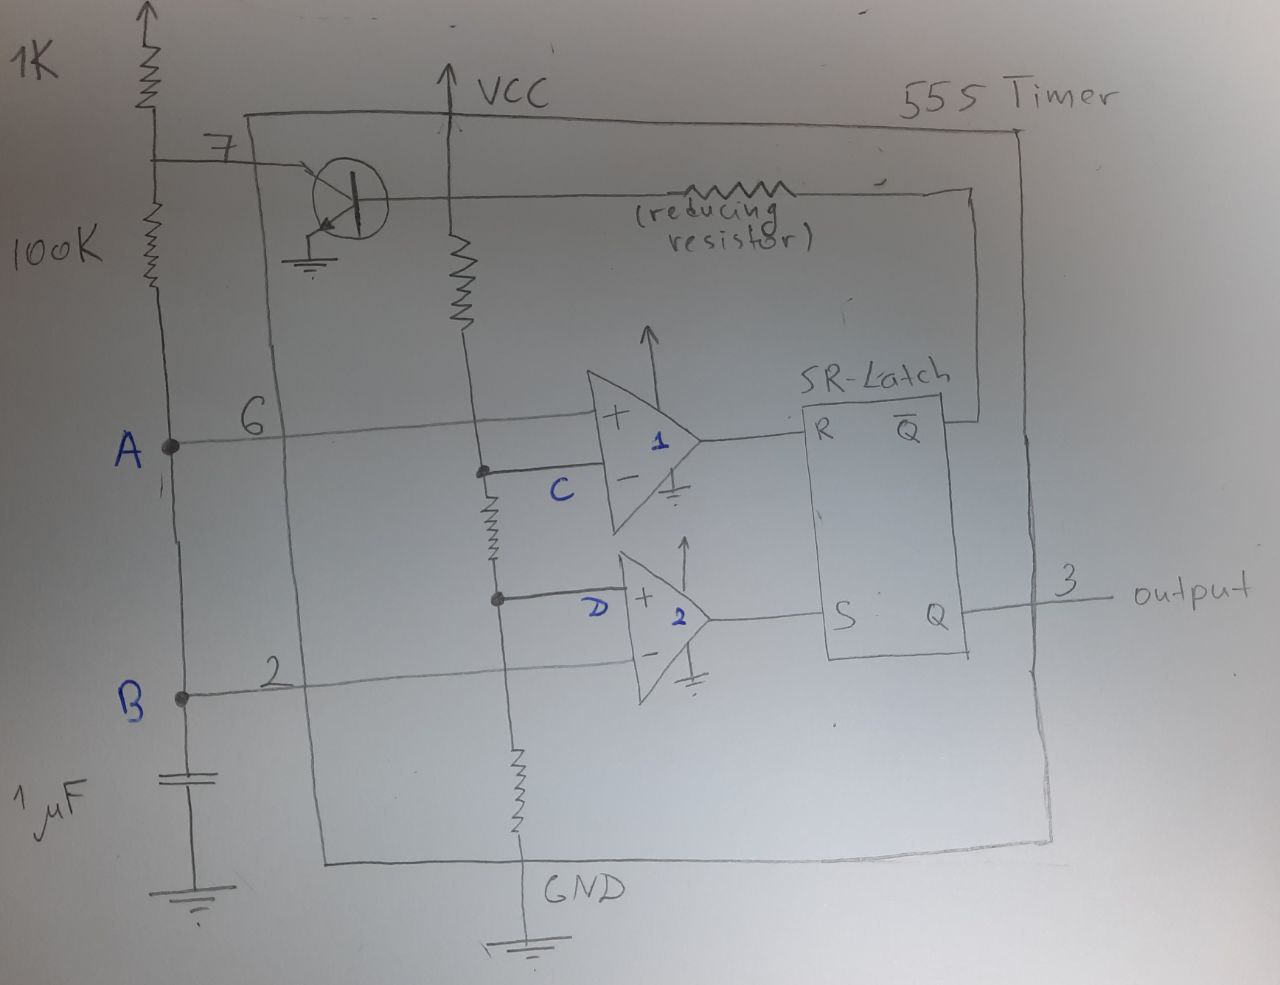 1K
VCC
555 Timer
7
(reducing
resistor)
100K
SR-Latch
A
6
+
1
R
Q̅
C
-
D
+
2
S
Q
3
output
-
B
2
1 µF
GND